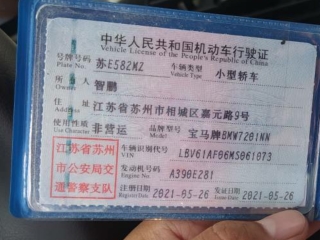 中华人民共和国机动车行驶证
Vehicle License of the People's Republic of China
号牌号码 苏E582MZ 车辆类型 小型轿车
Plate No. Vehicle Type
所有人 智鹏
Owner
住址 江苏省苏州市相城区嘉元路9号
Address
使用性质 非营运 品牌型号 宝马牌BMW7201NN
Use Character
江苏省苏州 车辆识别代号 LBV61AF06MS061073
VIN
市公安局交 发动机号码 A390E281
Engine No.
通警察支队 注册日期 2021-05-26 发证日期 2021-05-26